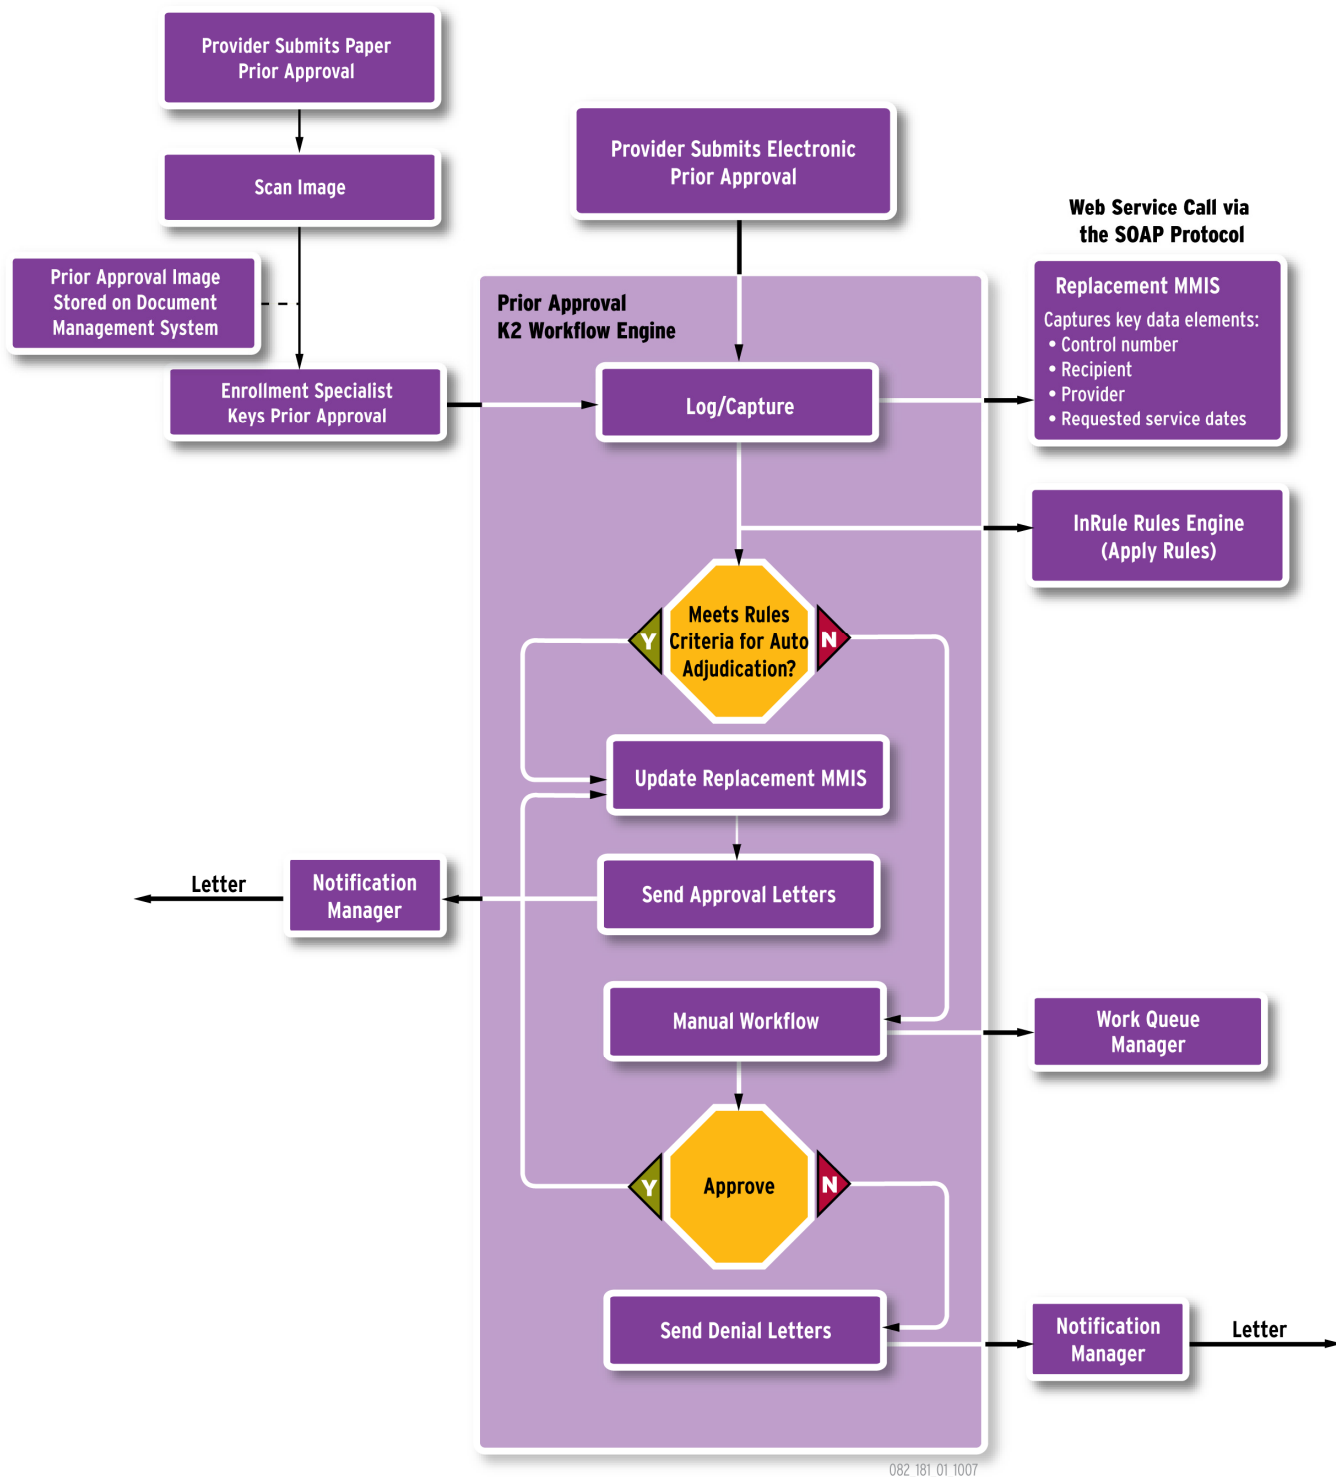 Provider Submits Paper
Prior Approval
Scan Image
Prior Approval Image
Stored on Document
Management System
Enrollment Specialist
Keys Prior Approval
Provider Submits Electronic
Prior Approval
Prior Approval
K2 Workflow Engine
Log/Capture
Web Service Call via
the SOAP Protocol
Replacement MMIS
Captures key data elements:
• Control number
• Recipient
• Provider
• Requested service dates
InRule Rules Engine
(Apply Rules)
Meets Rules
Criteria for Auto
Adjudication?
Y
N
Update Replacement MMIS
Send Approval Letters
Notification
Manager
Letter
Manual Workflow
Work Queue
Manager
Approve
Y
N
Send Denial Letters
Notification
Manager
Letter
082 181 01 1007